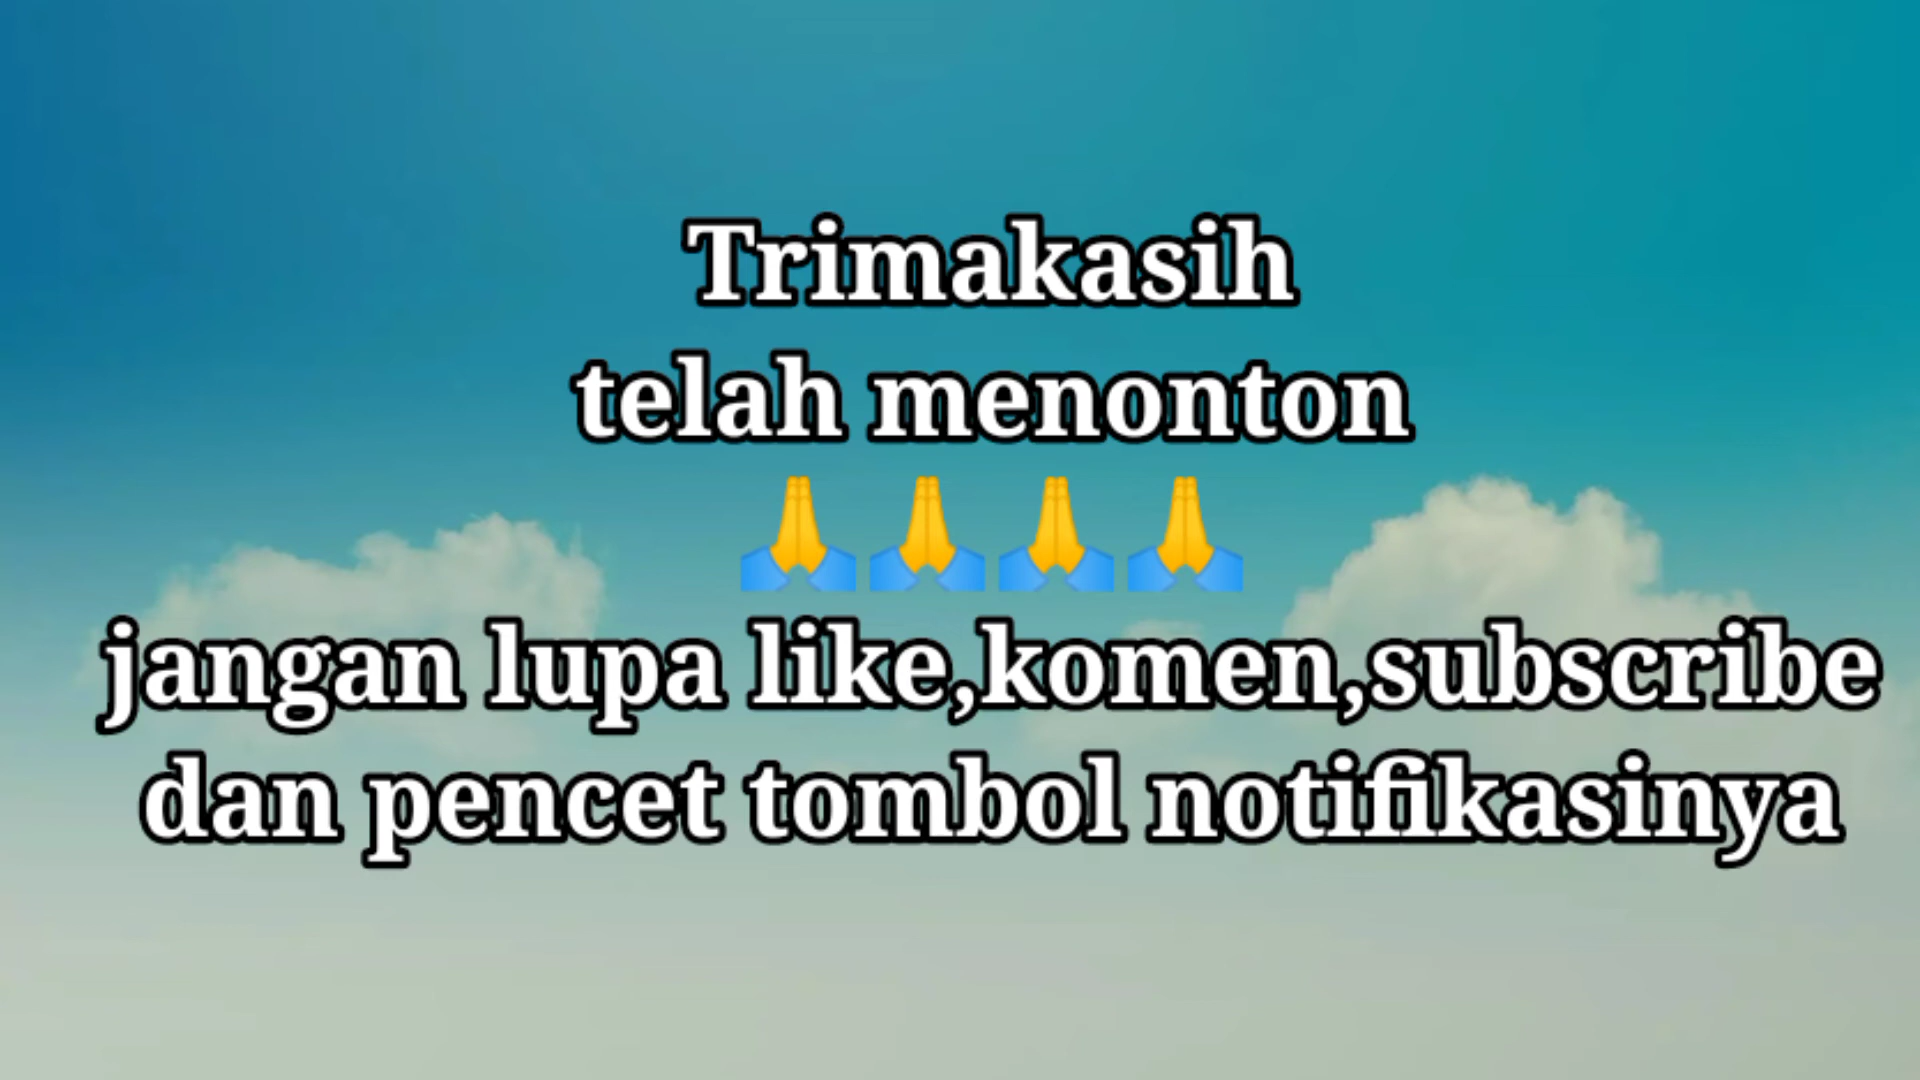 Trimakasih
telah menonton
🙏🙏🙏🙏
jangan lupa like,komen,subscribe
dan pencet tombol notifikasinya